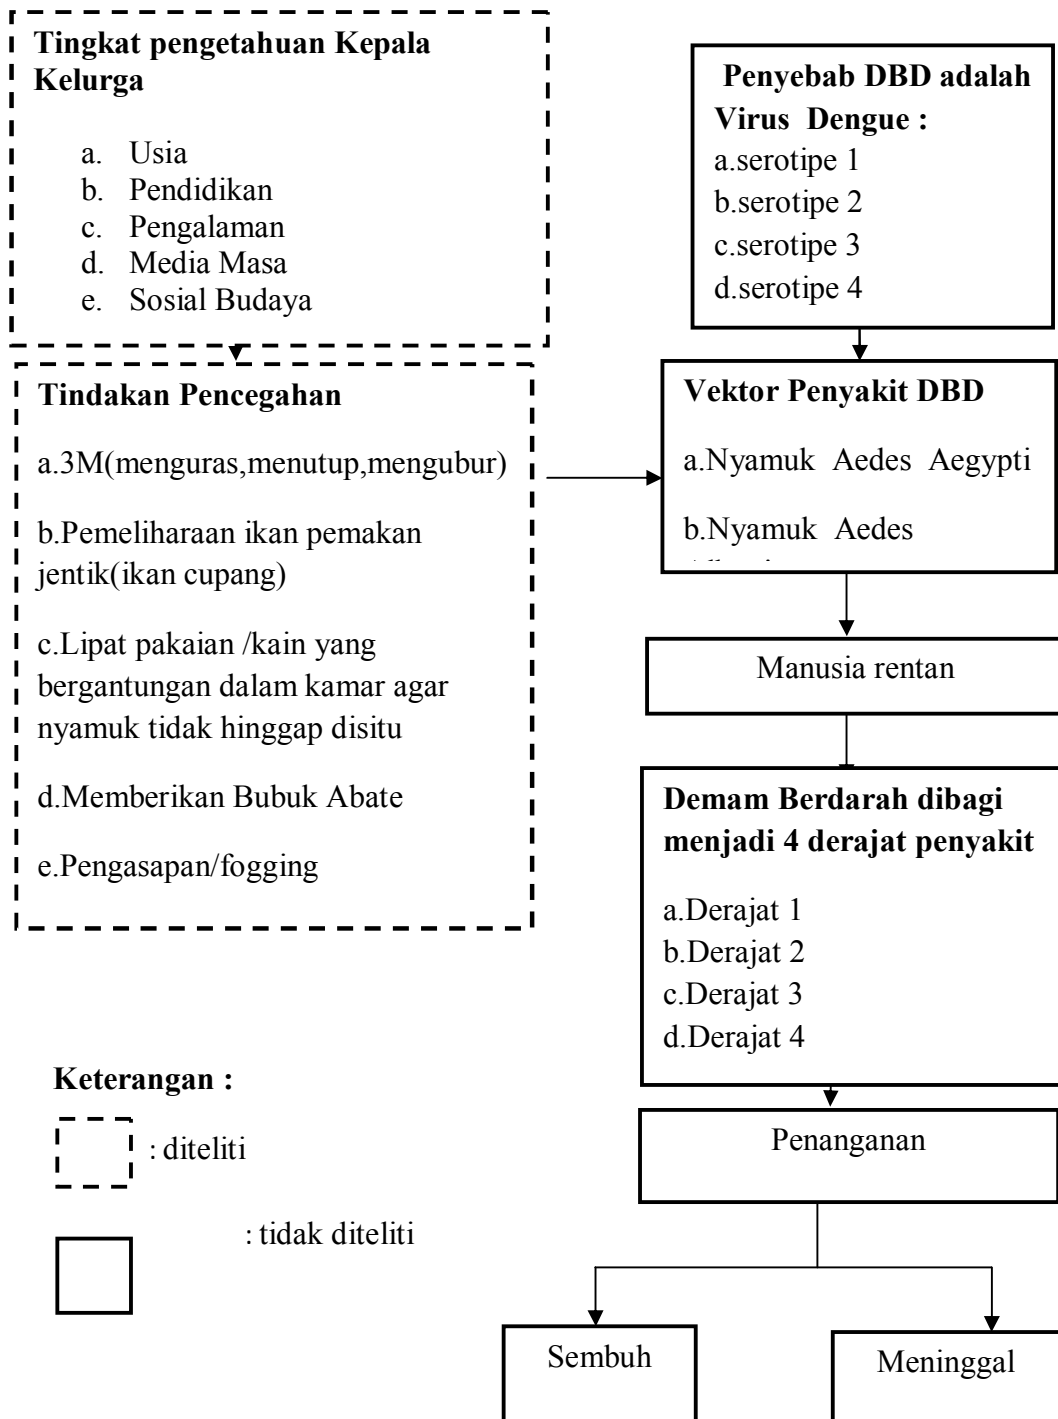 Tingkat pengetahuan Kepala
Kelurga
a. Usia
b. Pendidikan
c. Pengalaman
d. Media Masa
e. Sosial Budaya
Tindakan Pencegahan
a.3M(menguras,menutup,mengubur)
b.Pemeliharaan ikan pemakan
jentik(ikan cupang)
c.Lipat pakaian /kain yang
bergantungan dalam kamar agar
nyamuk tidak hinggap disitu
d.Memberikan Bubuk Abate
e.Pengasapan/fogging
Penyebab DBD adalah
Virus Dengue :
a.serotipe 1
b.serotipe 2
c.serotipe 3
d.serotipe 4
Vektor Penyakit DBD
a.Nyamuk Aedes Aegypti
b.Nyamuk Aedes
Manusia rentan
Demam Berdarah dibagi
menjadi 4 derajat penyakit
a.Derajat 1
b.Derajat 2
c.Derajat 3
d.Derajat 4
Penanganan
Sembuh
Meninggal
Keterangan :
: diteliti
: tidak diteliti